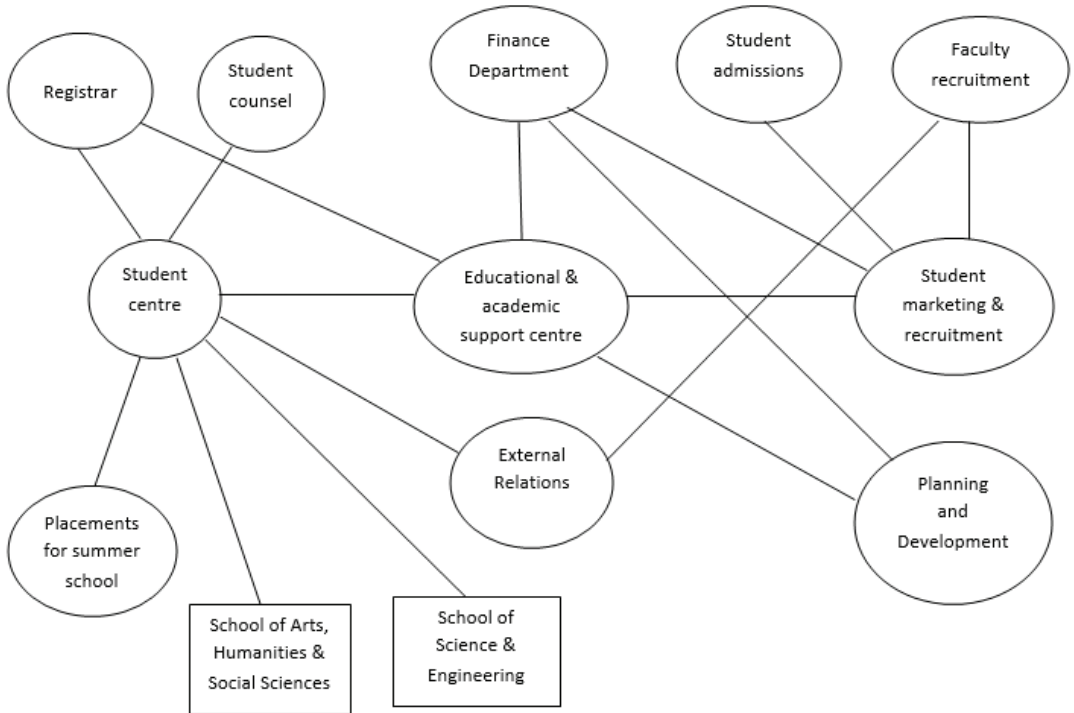 Registrar
Student
counsel
Finance
Department
Student
admissions
Faculty
recruitment
Student
centre
Educational &
academic
support centre
Student
marketing &
recruitment
External
Relations
Planning
and
Development
Placements
for summer
school
School of Arts,
Humanities &
Social Sciences
School of
Science &
Engineering